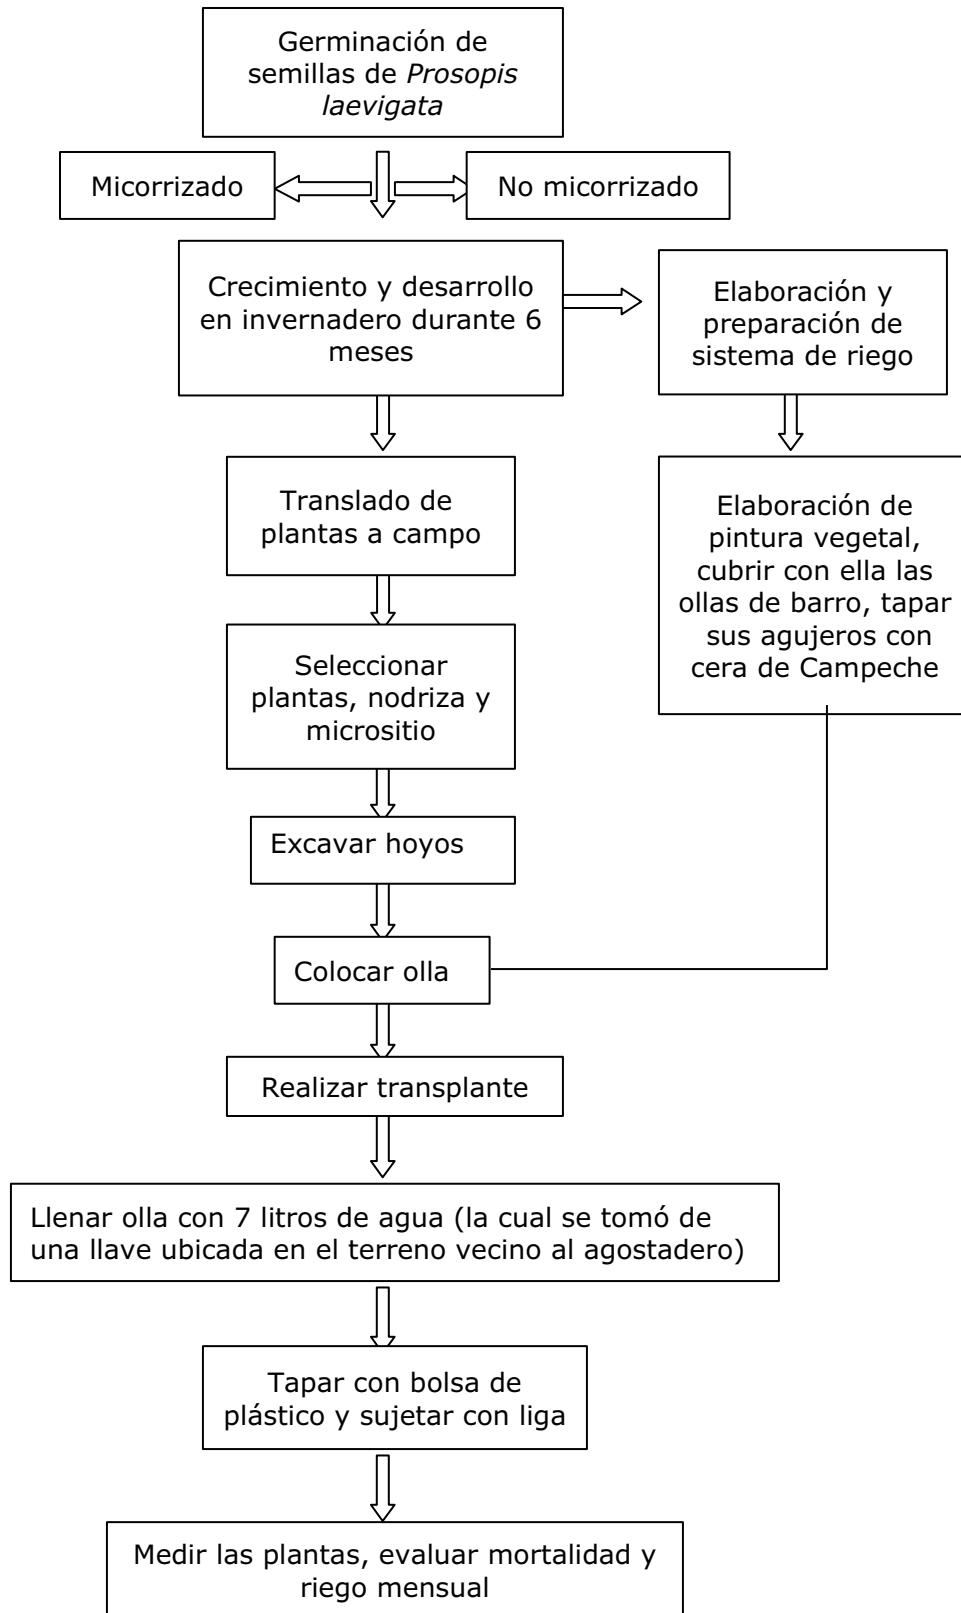 Germinación de
semillas de Prosopis
laevigata
Micorrizado
No micorrizado
Crecimiento y desarrollo
en invernadero durante 6
meses
Elaboración y
preparación de
sistema de riego
Translado de
plantas a campo
Elaboración de
pintura vegetal,
cubrir con ella las
ollas de barro, tapar
sus agujeros con
cera de Campeche
Seleccionar
plantas, nodriza y
micrositio
Excavar hoyos
Colocar olla
Realizar transplante
Llenar olla con 7 litros de agua (la cual se tomó de
una llave ubicada en el terreno vecino al agostadero)
Tapar con bolsa de
plástico y sujetar con liga
Medir las plantas, evaluar mortalidad y
riego mensual